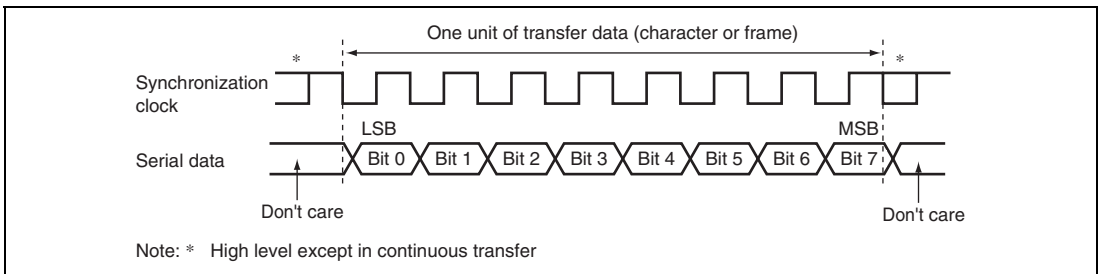 One unit of transfer data (character or frame)
* *
Synchronization
clock
LSB MSB
Serial data Bit 0 Bit 1 Bit 2 Bit 3 Bit 4 Bit 5 Bit 6 Bit 7
Don't care Don't care
Note: * High level except in continuous transfer